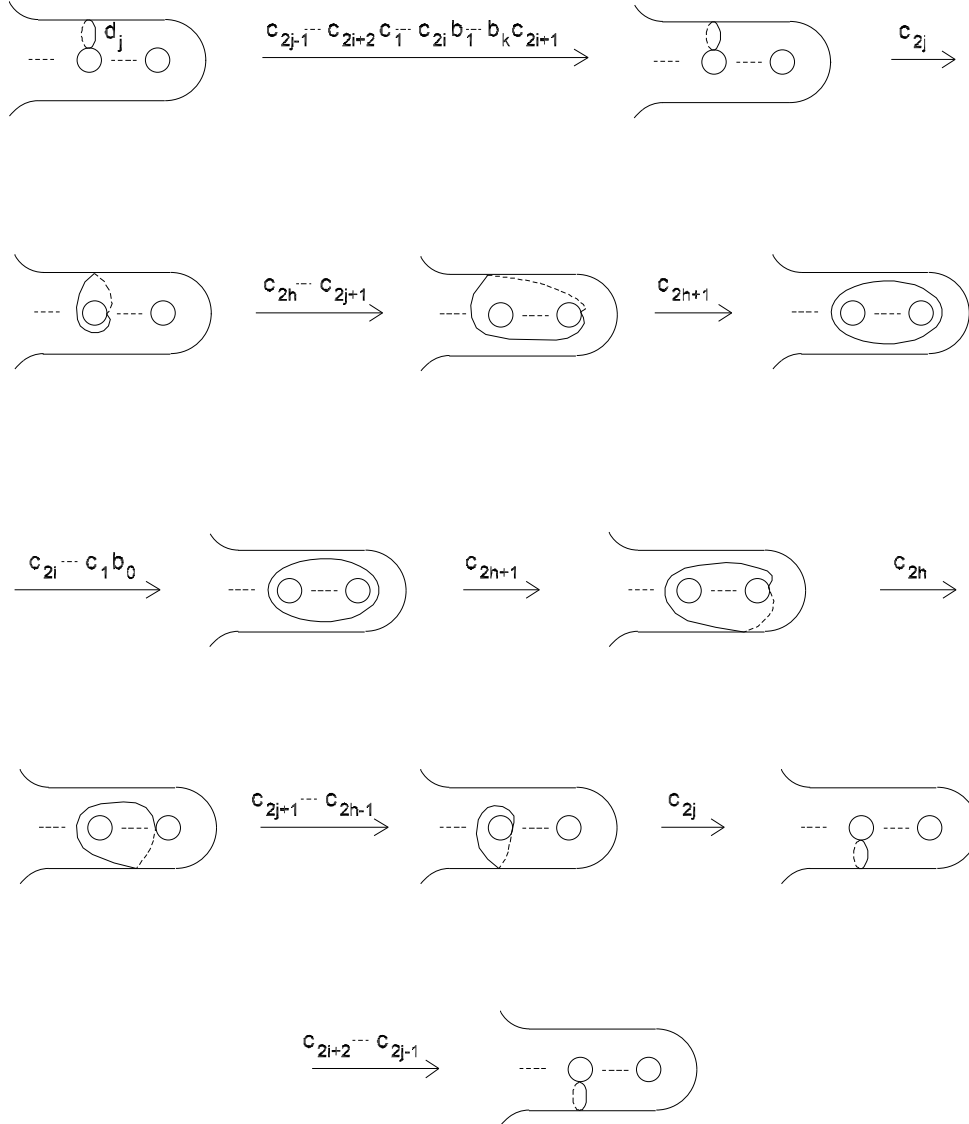 d_j
c_{2j-1} --- c_{2i+2} c_1 --- c_{2i} b_1 --- b_k c_{2i+1}
c_{2j}
c_{2h} --- c_{2j+1}
c_{2h+1}
c_{2i} --- c_1 b_0
c_{2h+1}
c_{2h}
c_{2j+1} --- c_{2h-1}
c_{2j}
c_{2i+2} --- c_{2j-1}